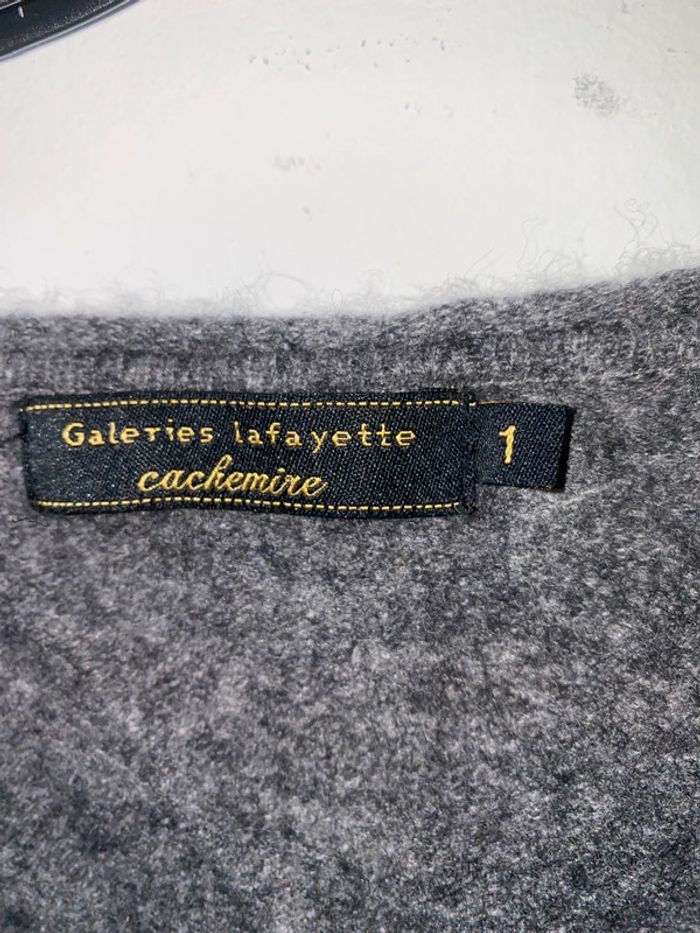 Galeries lafayette
cachemire
1